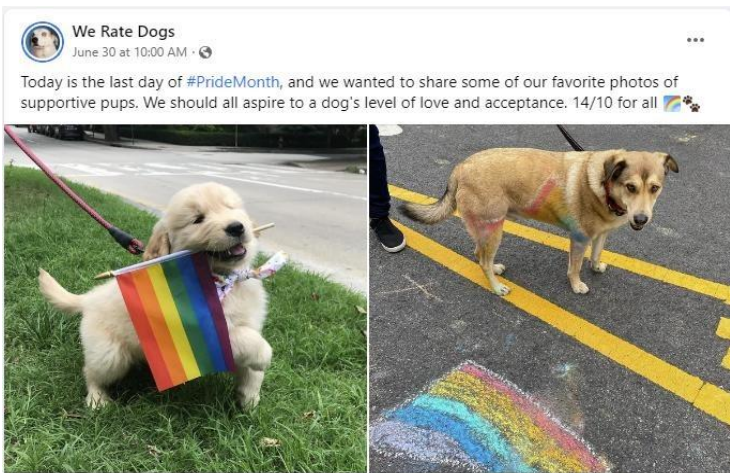 We Rate Dogs
June 30 at 10:00 AM ·
Today is the last day of #PrideMonth, and we wanted to share some of our favorite photos of
supportive pups. We should all aspire to a dog's level of love and acceptance. 14/10 for all 🌈🐾